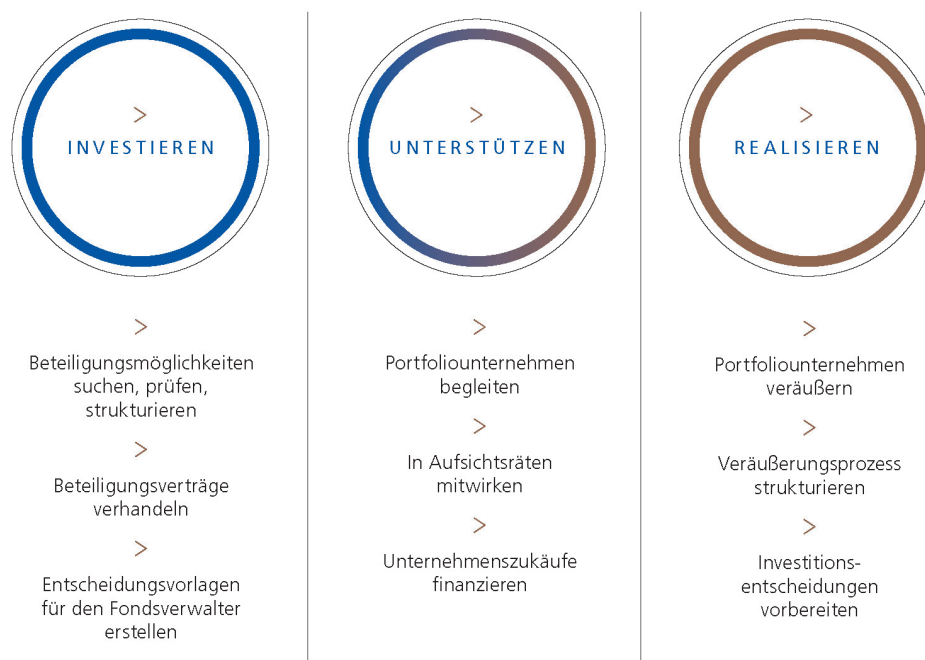 >
INVESTIEREN
>
Beteiligungsmöglichkeiten
suchen, prüfen,
strukturieren
>
Beteiligungsverträge
verhandeln
>
Entscheidungsvorlagen
für den Fondsverwalter
erstellen
>
UNTERSTÜTZEN
>
Portfoliounternehmen
begleiten
>
In Aufsichtsräten
mitwirken
>
Unternehmenszukäufe
finanzieren
>
REALISIEREN
>
Portfoliounternehmen
veräußern
>
Veräußerungsprozess
strukturieren
>
Investitions-
entscheidungen
vorbereiten